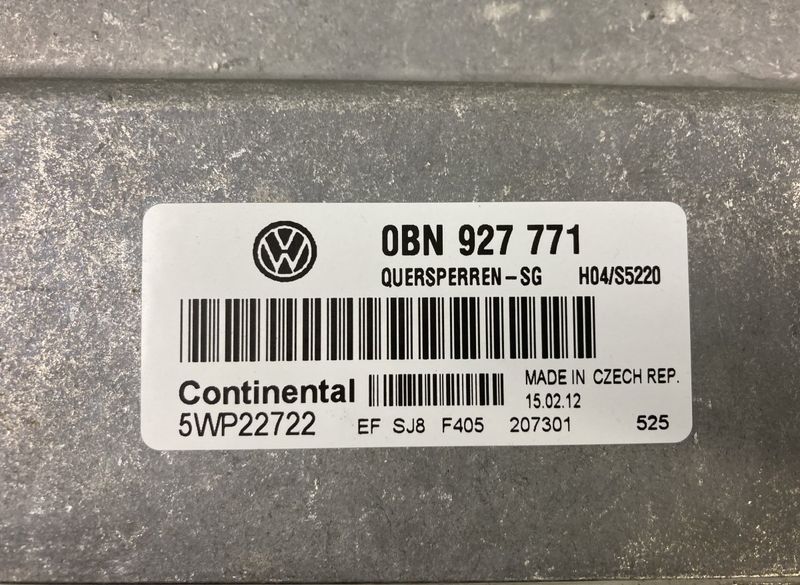 0BN 927 771
QUERSPERREN-SG H04/S5220
Continental
MADE IN CZECH REP.
15.02.12
5WP22722 EF SJ8 F405 207301 525